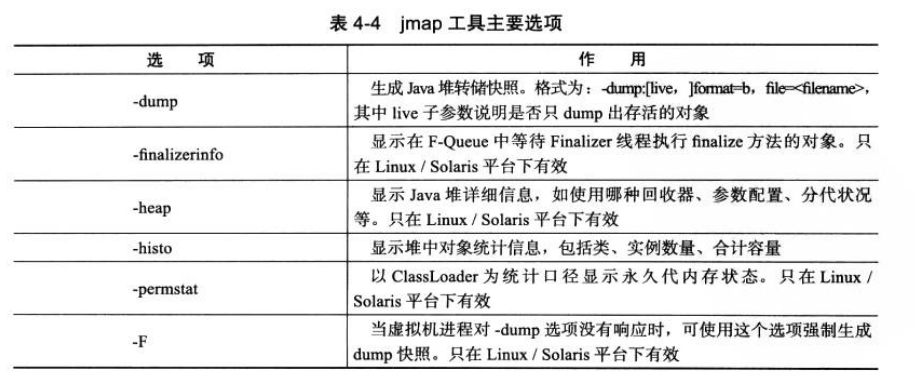 表 4-4 jmap 工具主要选项
选 项 作 用
-dump
生成 Java 堆转储快照。格式为：-dump:[live, ]format=b, file=<filename>,
其中 live 子参数说明是否只 dump 出存活的对象
-finalizerinfo
显示在 F-Queue 中等待 Finalizer 线程执行 finalize 方法的对象。只
在 Linux / Solaris 平台下有效
-heap
显示 Java 堆详细信息，如使用哪种回收器、参数配置、分代状况
等。只在 Linux / Solaris 平台下有效
-histo
显示堆中对象统计信息，包括类、实例数量、合计容量
-permstat
以 ClassLoader 为统计口径显示永久代内存状态。只在 Linux /
Solaris 平台下有效
-F
当虚拟机进程对 -dump 选项没有响应时，可使用这个选项强制生成
dump 快照。只在 Linux / Solaris 平台下有效